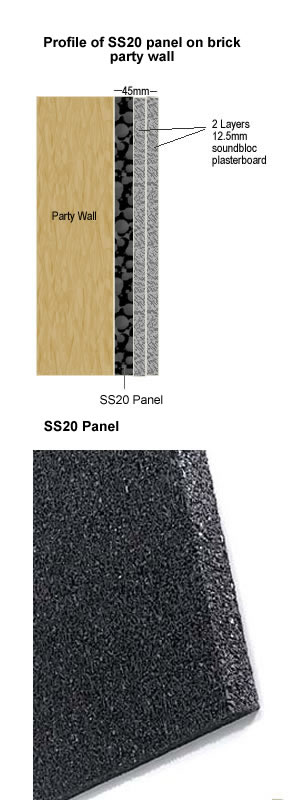 Profile of SS20 panel on brick
party wall
45mm
2 Layers
12.5mm
soundbloc
plasterboard
Party Wall
SS20 Panel
SS20 Panel